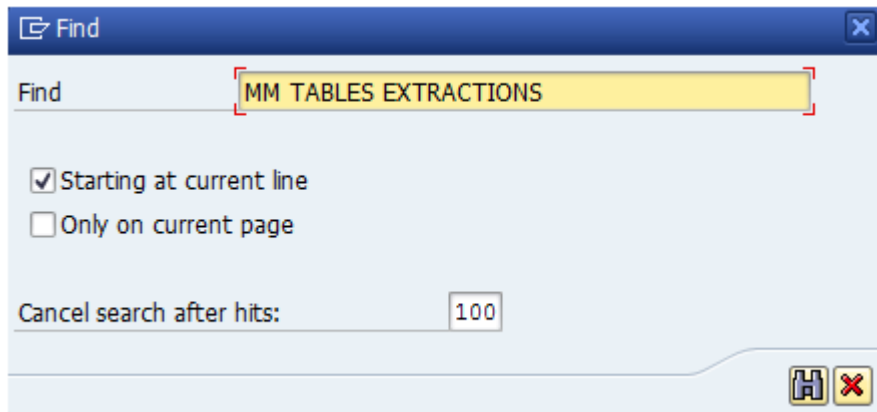 Find
Find MM TABLES EXTRACTIONS
Starting at current line
Only on current page
Cancel search after hits: 100